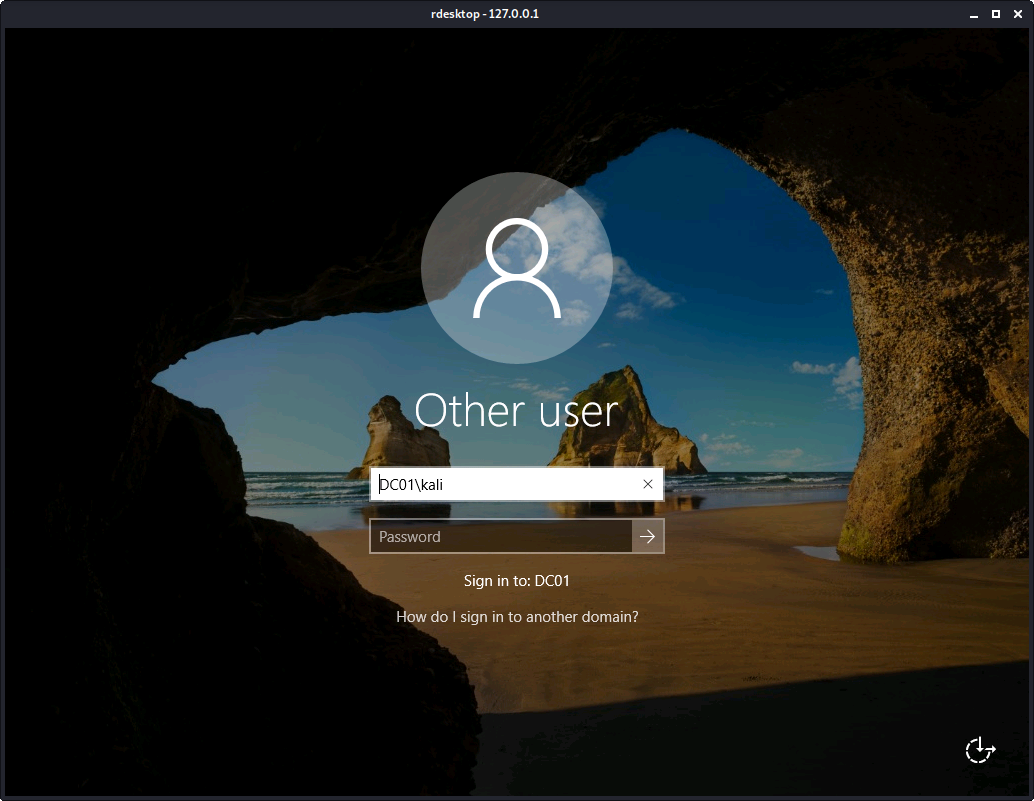 rdesktop - 127.0.0.1
Other user
DC01\kali
Password
Sign in to: DC01
How do I sign in to another domain?